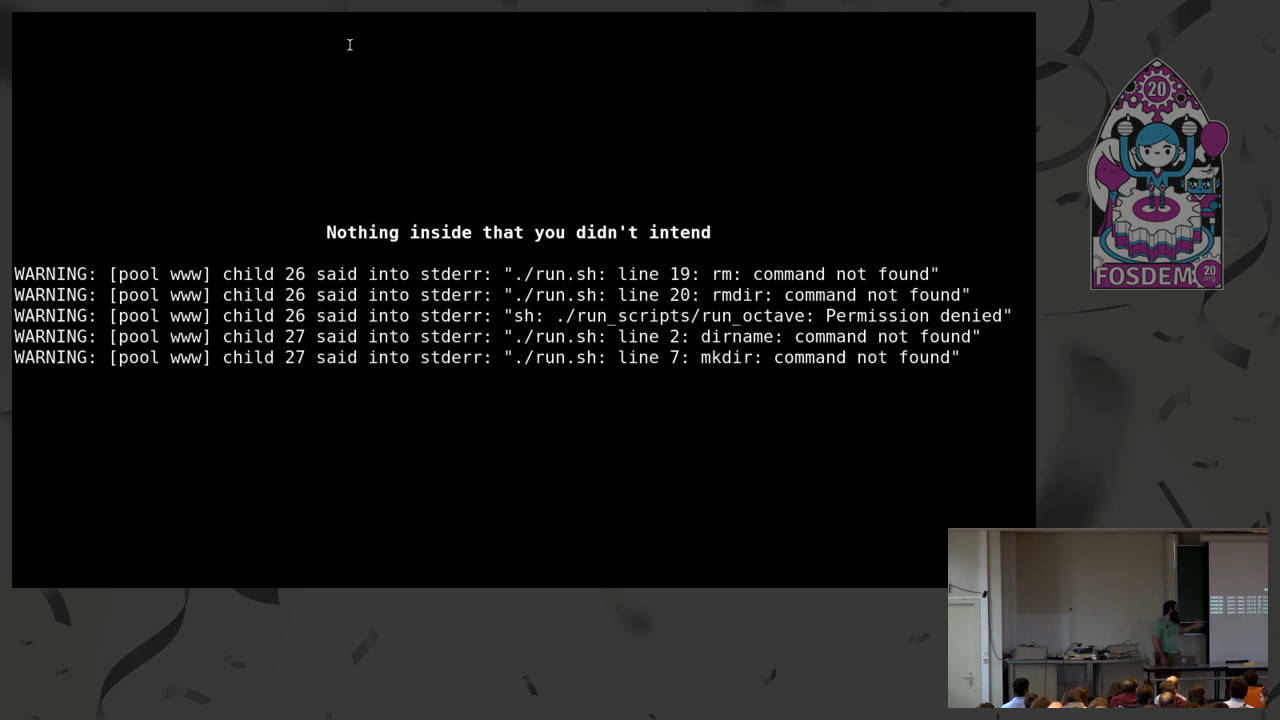 Nothing inside that you didn't intend
WARNING: [pool www] child 26 said into stderr: "./run.sh: line 19: rm: command not found"
WARNING: [pool www] child 26 said into stderr: "./run.sh: line 20: rmdir: command not found"
WARNING: [pool www] child 26 said into stderr: "sh: ./run_scripts/run_octave: Permission denied"
WARNING: [pool www] child 27 said into stderr: "./run.sh: line 2: dirname: command not found"
WARNING: [pool www] child 27 said into stderr: "./run.sh: line 7: mkdir: command not found"
20
FOSDEM 20
.org